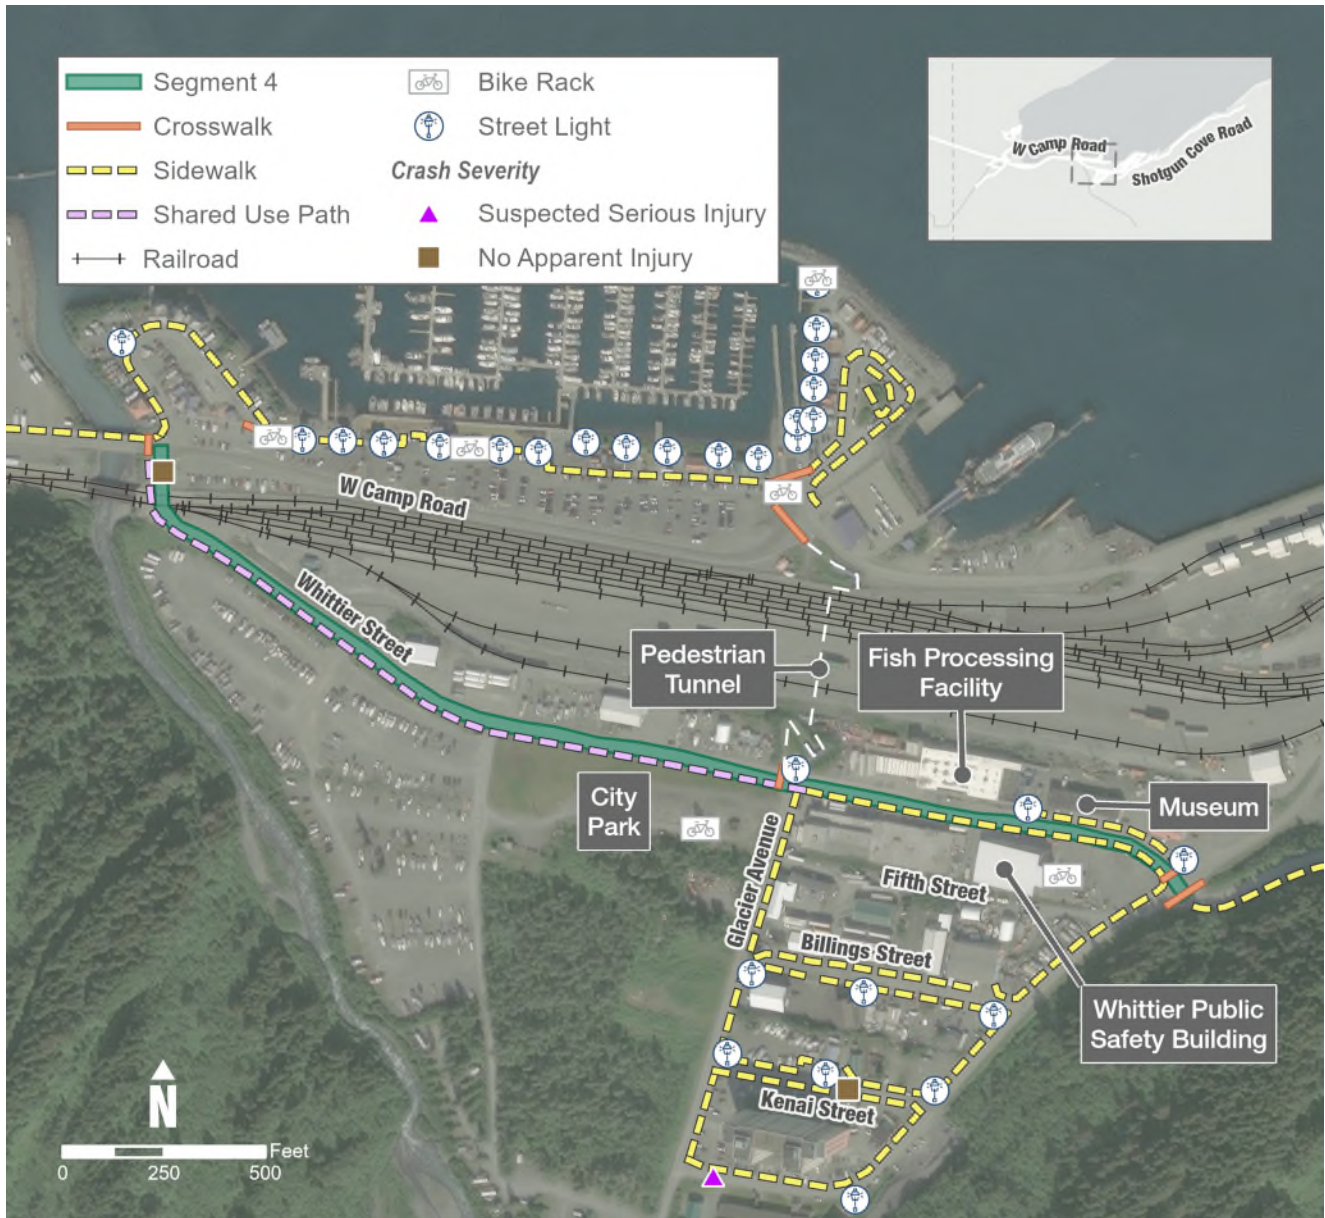 Segment 4
Crosswalk
Sidewalk
Shared Use Path
Railroad
Bike Rack
Street Light
Crash Severity
Suspected Serious Injury
No Apparent Injury
W Camp Road
Shotgun Cove Road
W Camp Road
Whittier Street
Pedestrian
Tunnel
Fish Processing
Facility
City
Park
Museum
Glacier Avenue
Fifth Street
Billings Street
Whittier Public
Safety Building
Kenai Street
N
Feet
0 250 500